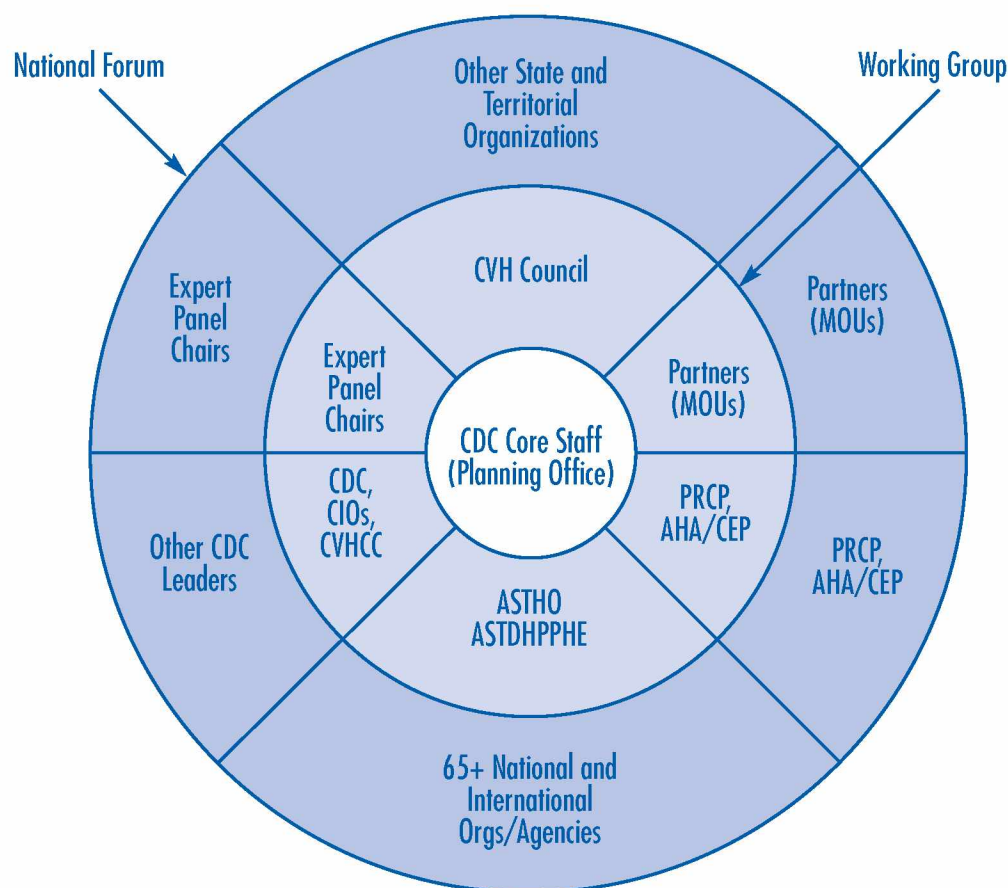 National Forum
Working Group
Other State and
Territorial
Organizations
CVH Council
Expert
Panel
Chairs
Expert
Panel
Chairs
Partners
(MOUs)
Partners
(MOUs)
CDC Core Staff
(Planning Office)
CDC,
CIOs,
CVHCC
PRCP,
AHA/CEP
Other CDC
Leaders
PRCP,
AHA/CEP
ASTHO
ASTDHPPHE
65+ National and
International
Orgs/Agencies